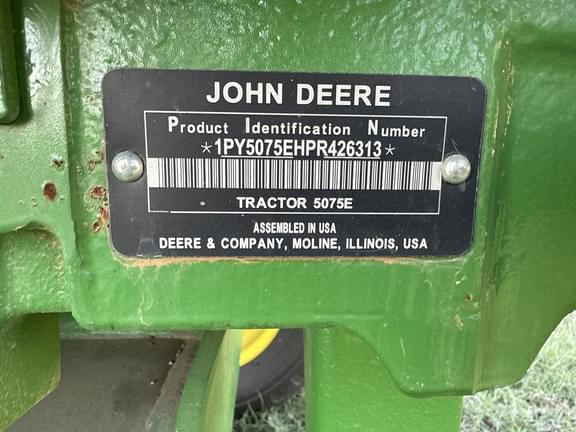 JOHN DEERE
Product Identification Number
*1PY5075EHPR426313*
TRACTOR 5075E
ASSEMBLED IN USA
DEERE & COMPANY, MOLINE, ILLINOIS, USA